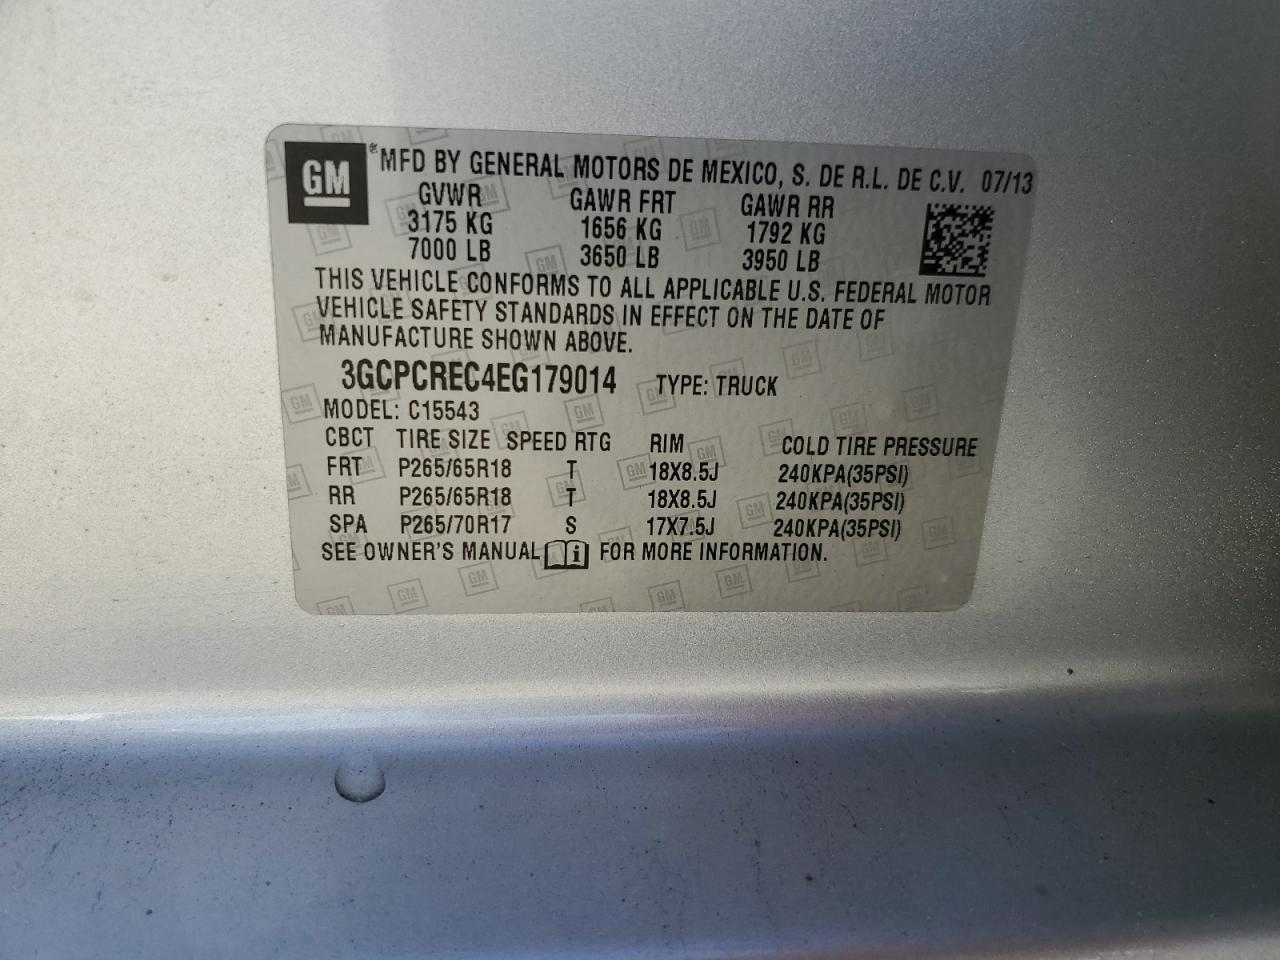 GM
® MFD BY GENERAL MOTORS DE MEXICO, S. DE R.L. DE C.V. 07/13
GVWR GAWR FRT GAWR RR
3175 KG 1656 KG 1792 KG
7000 LB 3650 LB 3950 LB
THIS VEHICLE CONFORMS TO ALL APPLICABLE U.S. FEDERAL MOTOR
VEHICLE SAFETY STANDARDS IN EFFECT ON THE DATE OF
MANUFACTURE SHOWN ABOVE.
3GCPCREC4EG179014 TYPE: TRUCK
MODEL: C15543
CBCT TIRE SIZE SPEED RTG RIM COLD TIRE PRESSURE
FRT P265/65R18 T 18X8.5J 240KPA(35PSI)
RR P265/65R18 T 18X8.5J 240KPA(35PSI)
SPA P265/70R17 S 17X7.5J 240KPA(35PSI)
SEE OWNER'S MANUAL i FOR MORE INFORMATION.